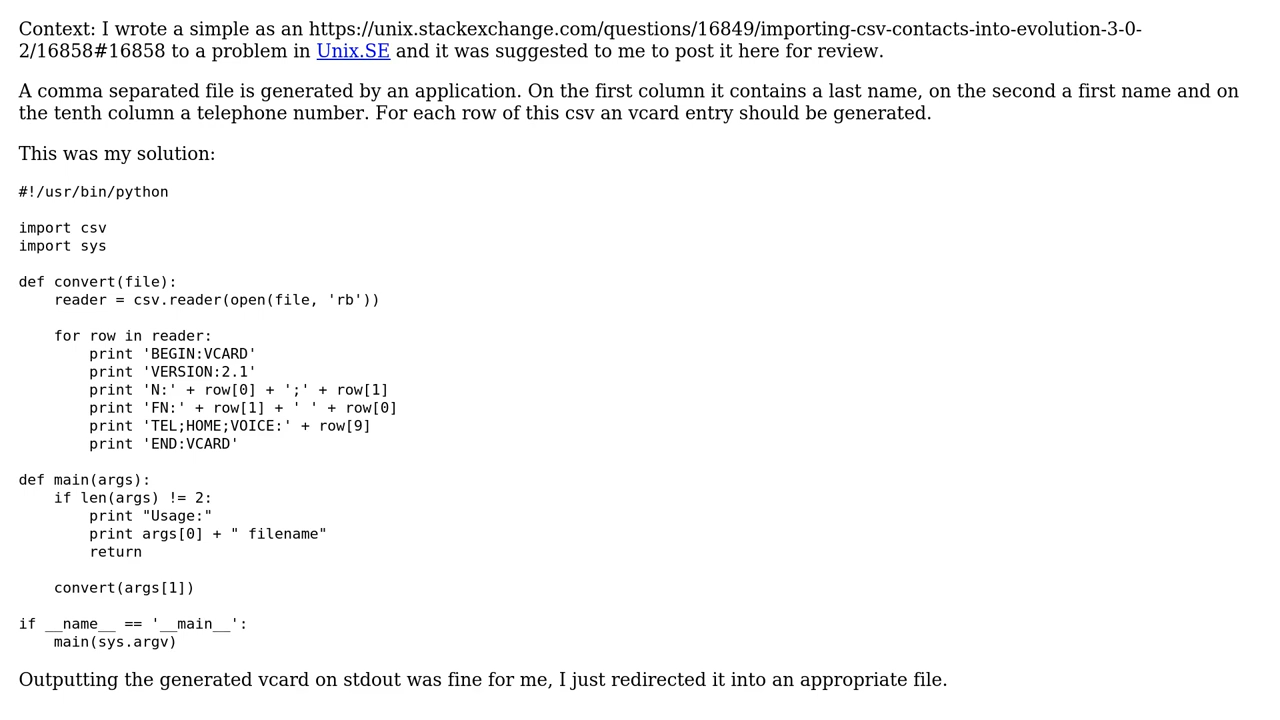 Context: I wrote a simple as an https://unix.stackexchange.com/questions/16849/importing-csv-contacts-into-evolution-3-0-
2/16858#16858 to a problem in Unix.SE and it was suggested to me to post it here for review.
A comma separated file is generated by an application. On the first column it contains a last name, on the second a first name and on
the tenth column a telephone number. For each row of this csv an vcard entry should be generated.
This was my solution:
#!/usr/bin/python
import csv
import sys
def convert(file):
    reader = csv.reader(open(file, 'rb'))
    for row in reader:
        print 'BEGIN:VCARD'
        print 'VERSION:2.1'
        print 'N:' + row[0] + ';' + row[1]
        print 'FN:' + row[1] + ' ' + row[0]
        print 'TEL;HOME;VOICE:' + row[9]
        print 'END:VCARD'
def main(args):
    if len(args) != 2:
        print "Usage:"
        print args[0] + " filename"
        return
    convert(args[1])
if __name__ == '__main__':
    main(sys.argv)
Outputting the generated vcard on stdout was fine for me, I just redirected it into an appropriate file.